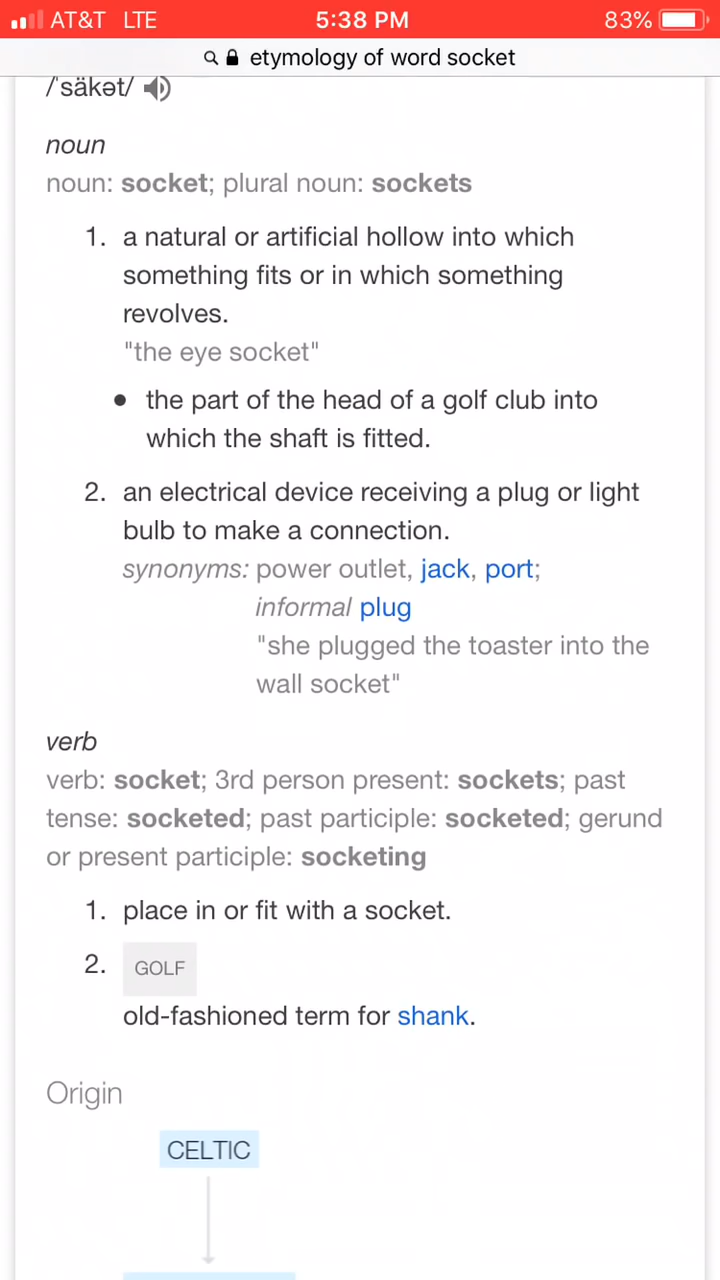 AT&T LTE 5:38 PM 83%
etymology of word socket
/ˈsäkət/
noun
noun: socket; plural noun: sockets
1. a natural or artificial hollow into which
something fits or in which something
revolves.
"the eye socket"
• the part of the head of a golf club into
which the shaft is fitted.
2. an electrical device receiving a plug or light
bulb to make a connection.
synonyms: power outlet, jack, port;
informal plug
"she plugged the toaster into the
wall socket"
verb
verb: socket; 3rd person present: sockets; past
tense: socketed; past participle: socketed; gerund
or present participle: socketing
1. place in or fit with a socket.
2. GOLF
old-fashioned term for shank.
Origin
CELTIC